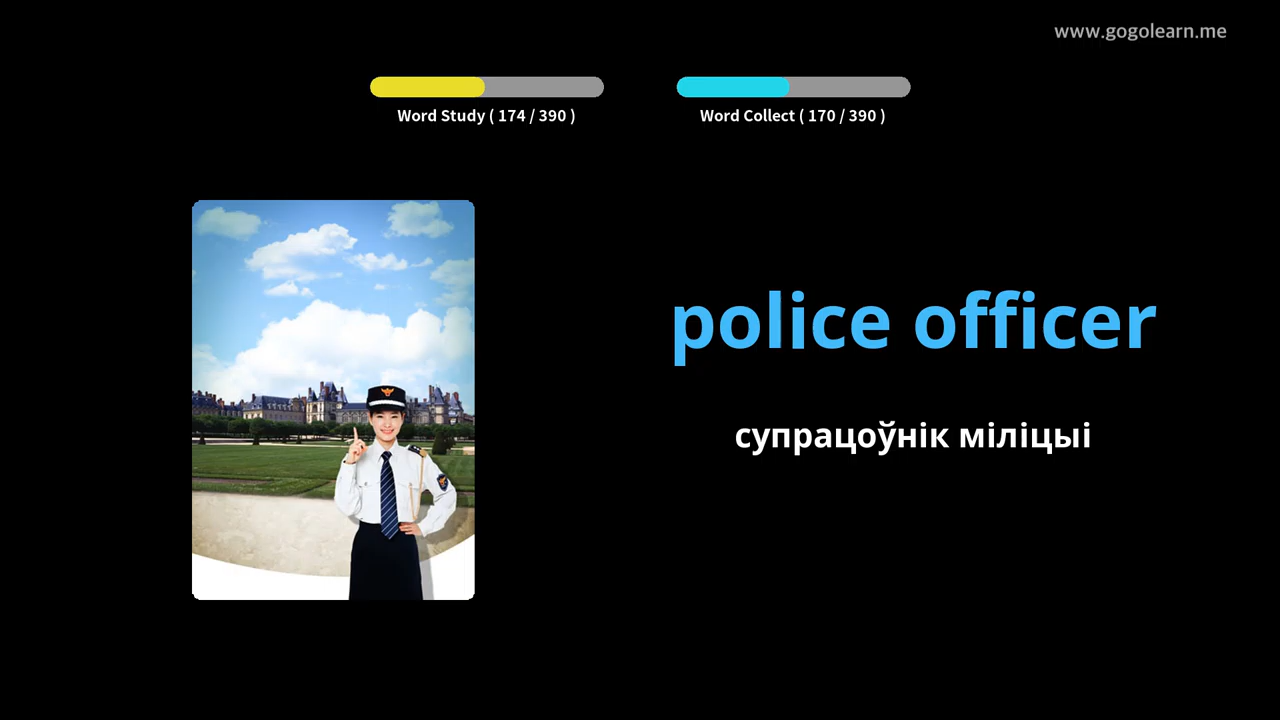 www.gogolearn.me
Word Study ( 174 / 390 )
Word Collect ( 170 / 390 )
police officer
супрацоўнік міліцыі